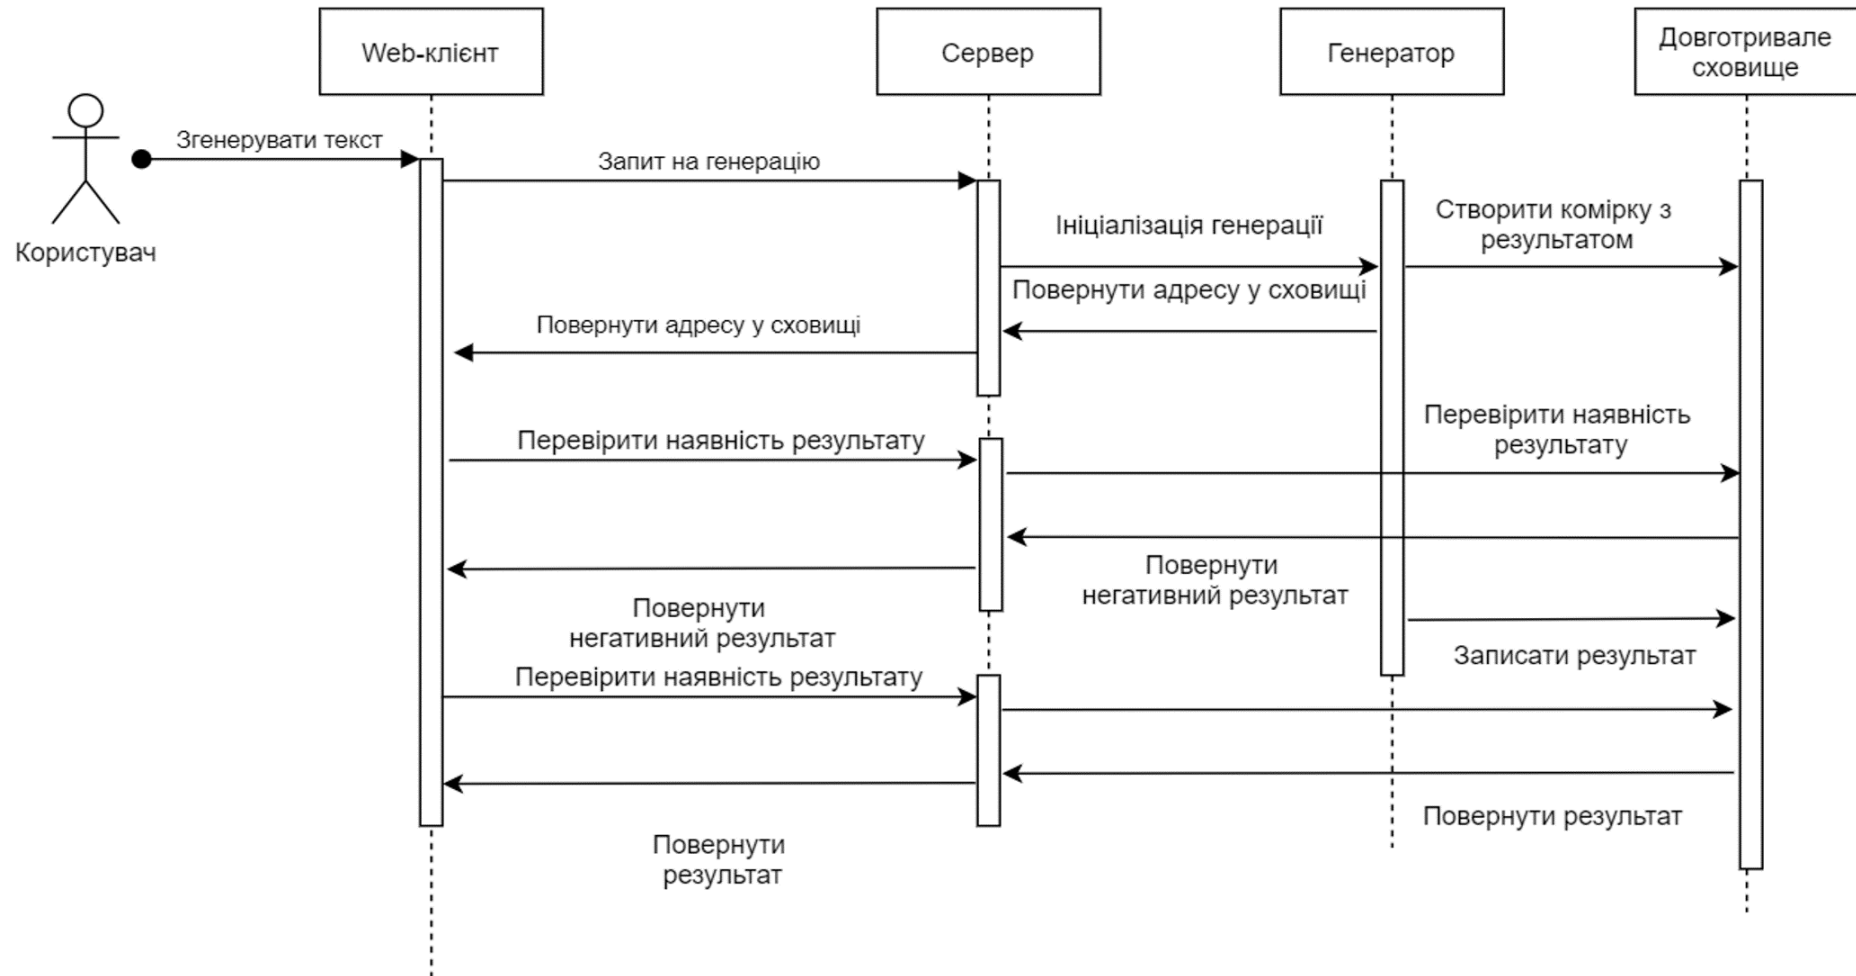 Web-клієнт
Сервер
Генератор
Довготривале
сховище
Згенерувати текст
Користувач
Запит на генерацію
Ініціалізація генерації
Створити комірку з
результатом
Повернути адресу у сховищі
Повернути адресу у сховищі
Перевірити наявність результату
Перевірити наявність
результату
Повернути
негативний результат
Повернути
негативний результат
Записати результат
Перевірити наявність результату
Повернути результат
Повернути
результат